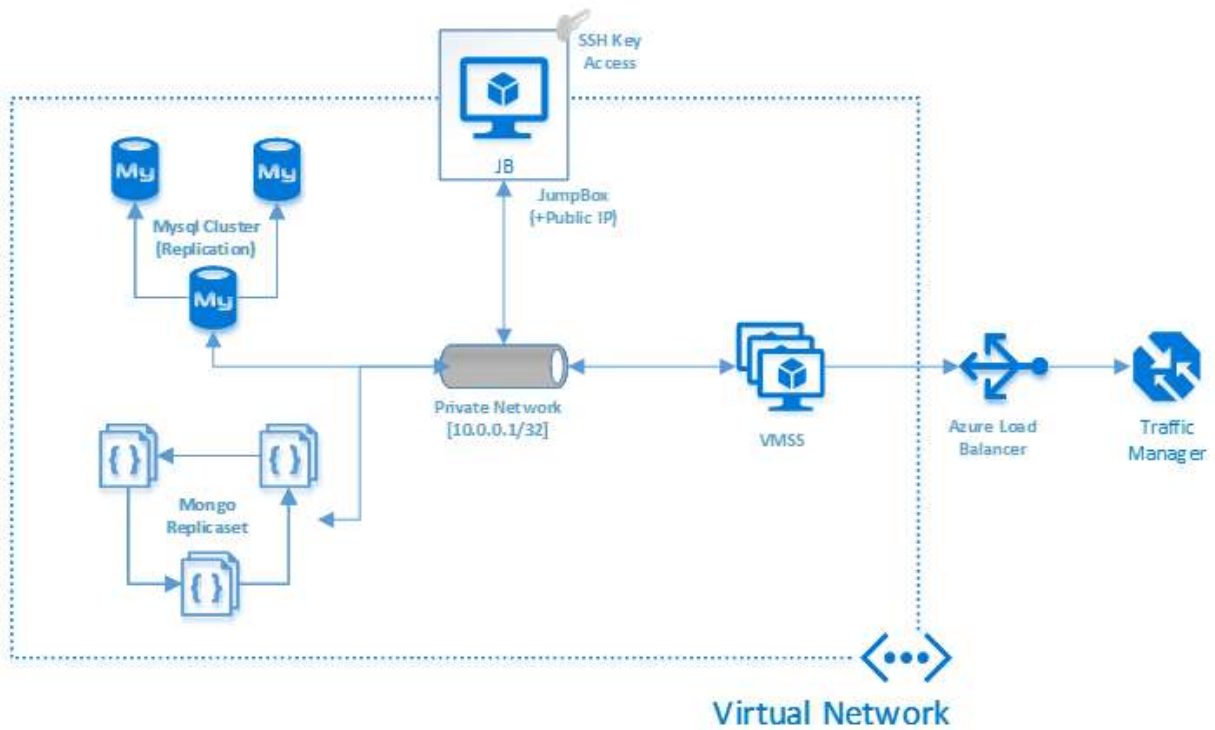 SSH Key
Access
JB
JumpBox
(+Public IP)
My
My
Mysql Cluster
(Replication)
My
Private Network
[10.0.0.1/32]
VMSS
Azure Load
Balancer
Traffic
Manager
{ }
{ }
Mongo
Replicaset
{ }
Virtual Network